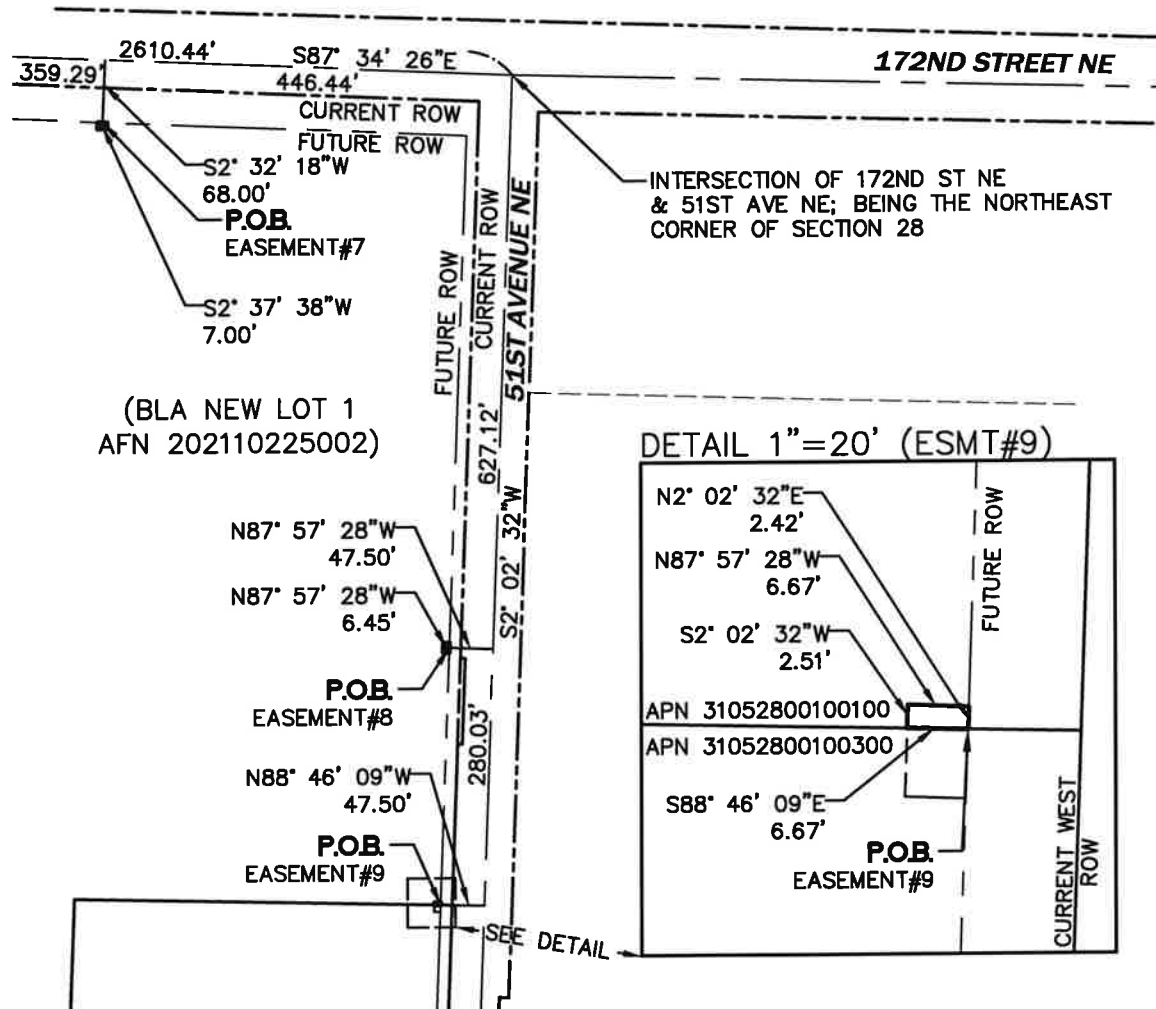 2610.44'
S87° 34' 26"E
172ND STREET NE
359.29'
446.44'
CURRENT ROW
FUTURE ROW
S2° 32' 18"W
68.00'
P.O.B.
EASEMENT#7
INTERSECTION OF 172ND ST NE
& 51ST AVE NE; BEING THE NORTHEAST
CORNER OF SECTION 28
S2° 37' 38"W
7.00'
FUTURE ROW
CURRENT ROW
51ST AVENUE NE
(BLA NEW LOT 1
AFN 202110225002)
627.12'
S2° 02' 32"W
N87° 57' 28"W
47.50'
N87° 57' 28"W
6.45'
P.O.B.
EASEMENT#8
280.03'
N88° 46' 09"W
47.50'
P.O.B.
EASEMENT#9
SEE DETAIL
DETAIL 1"=20' (ESMT#9)
N2° 02' 32"E
2.42'
N87° 57' 28"W
6.67'
S2° 02' 32"W
2.51'
FUTURE ROW
APN 31052800100100
APN 31052800100300
S88° 46' 09"E
6.67'
P.O.B.
EASEMENT#9
CURRENT WEST
ROW